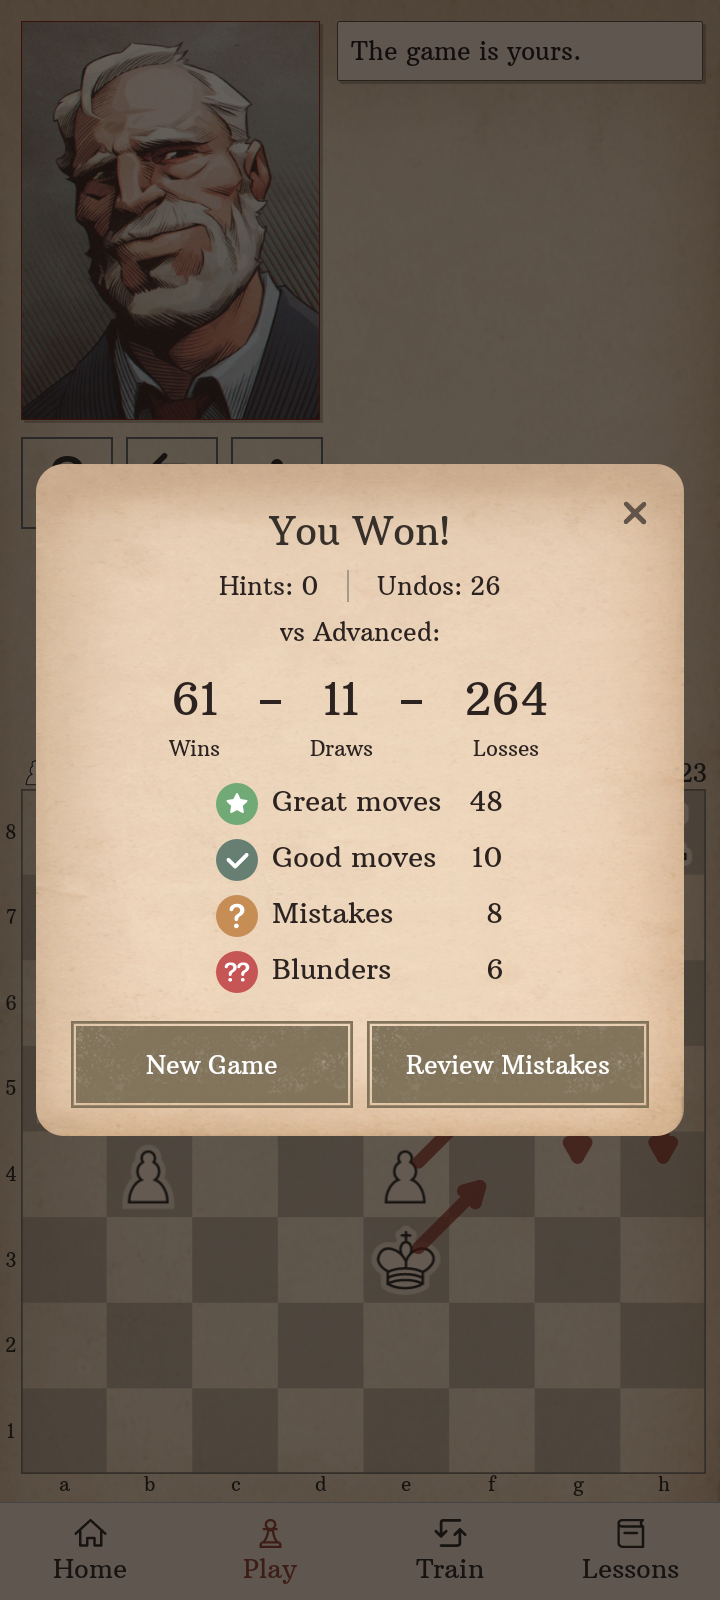 The game is yours.
You Won!
Hints: 0 Undos: 26
vs Advanced:
61 – 11 – 264
Wins Draws Losses
23
Great moves 48
8
Good moves 10
7
?
Mistakes 8
6
??
Blunders 6
5
New Game Review Mistakes
4
3
2
1
a b c d e f g h
Home Play Train Lessons